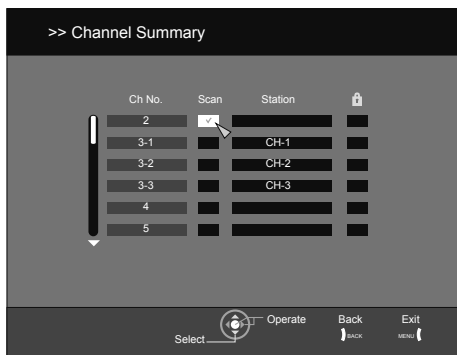 >> Channel Summary
Ch No. Scan Station
2
3-1 CH-1
3-2 CH-2
3-3 CH-3
4
5
Operate Back Exit
Select BACK MENU